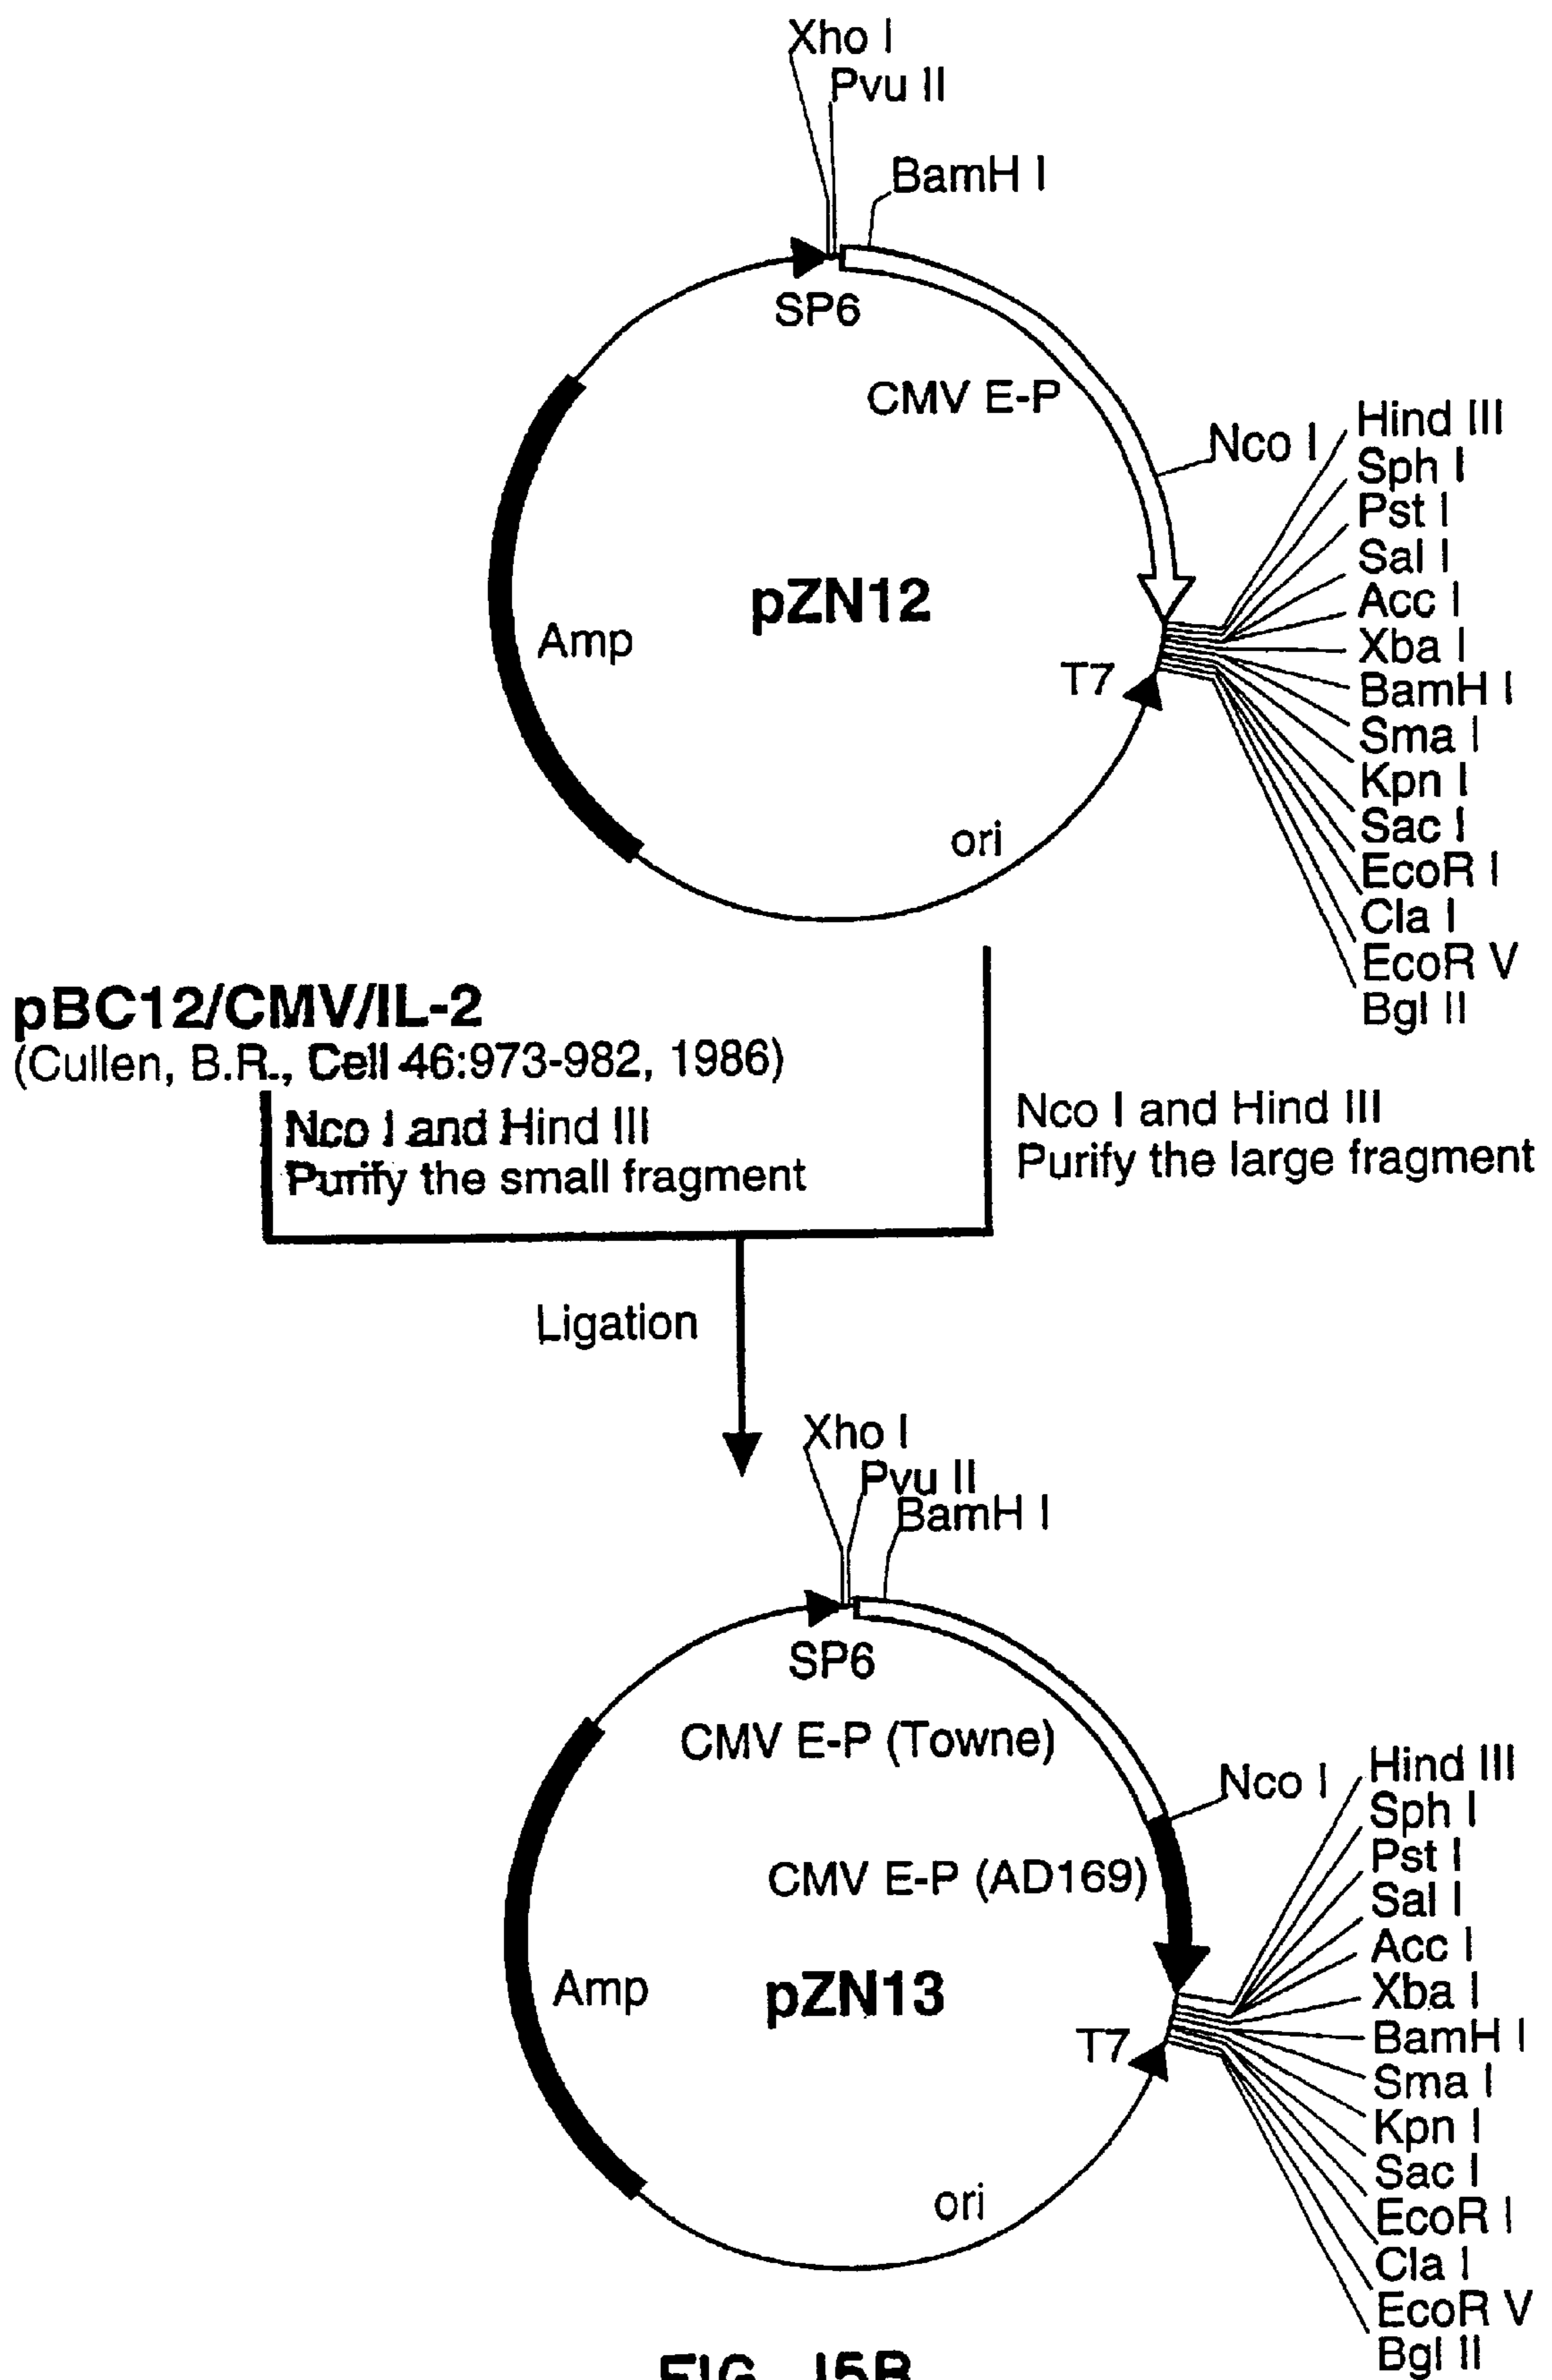 Xho I
Pvu II
BamH I
SP6
CMV E-P
Nco I
Hind III
Sph I
Pst I
Sal I
Acc I
Xba I
BamH I
Sma I
Kpn I
Sac I
EcoR I
Cla I
EcoR V
Bgl II
pZN12
Amp
T7
ori
pBC12/CMV/IL-2
(Cullen, B.R., Cell 46:973-982, 1986)
Nco I and Hind III
Purify the small fragment
Nco I and Hind III
Purify the large fragment
Ligation
Xho I
Pvu II
BamH I
SP6
CMV E-P (Towne)
Nco I
CMV E-P (AD169)
Hind III
Sph I
Pst I
Sal I
Acc I
Xba I
BamH I
Sma I
Kpn I
Sac I
EcoR I
Cla I
EcoR V
Bgl II
Amp
pZN13
T7
ori
FIG. 15B